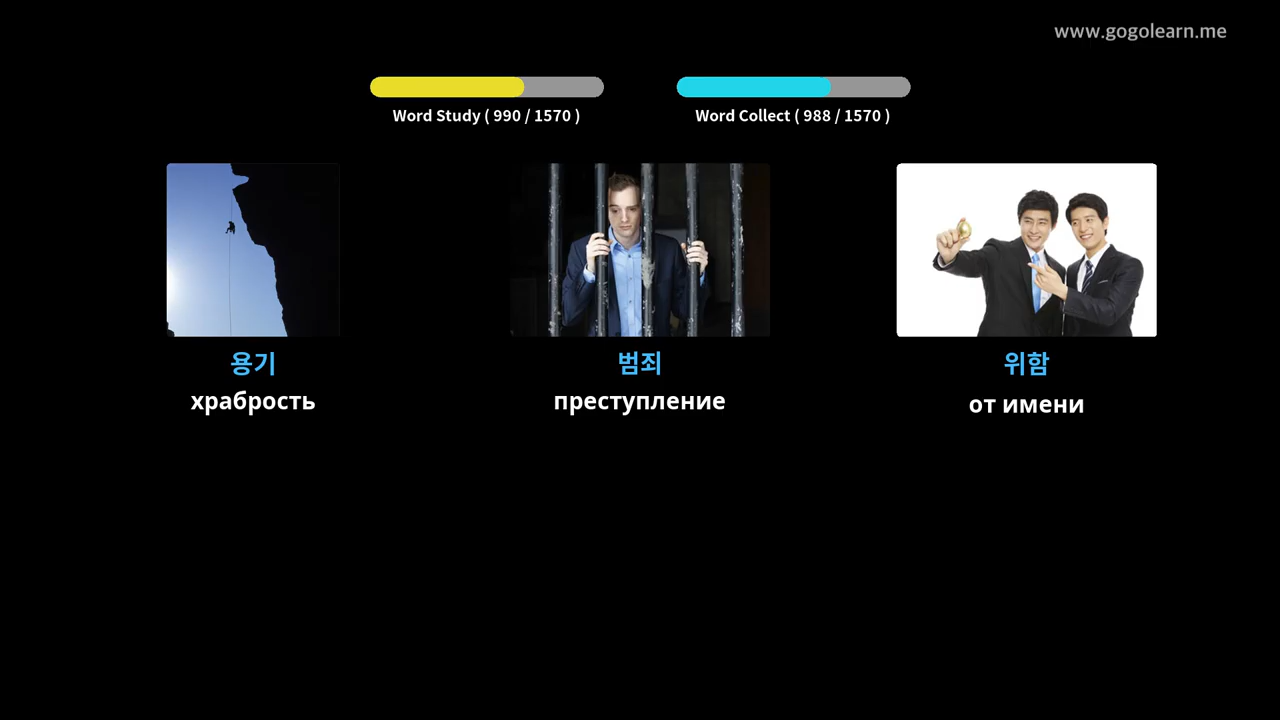 www.gogolearn.me
Word Study ( 990 / 1570 )
Word Collect ( 988 / 1570 )
용기
храбрость
범죄
преступление
위함
от имени